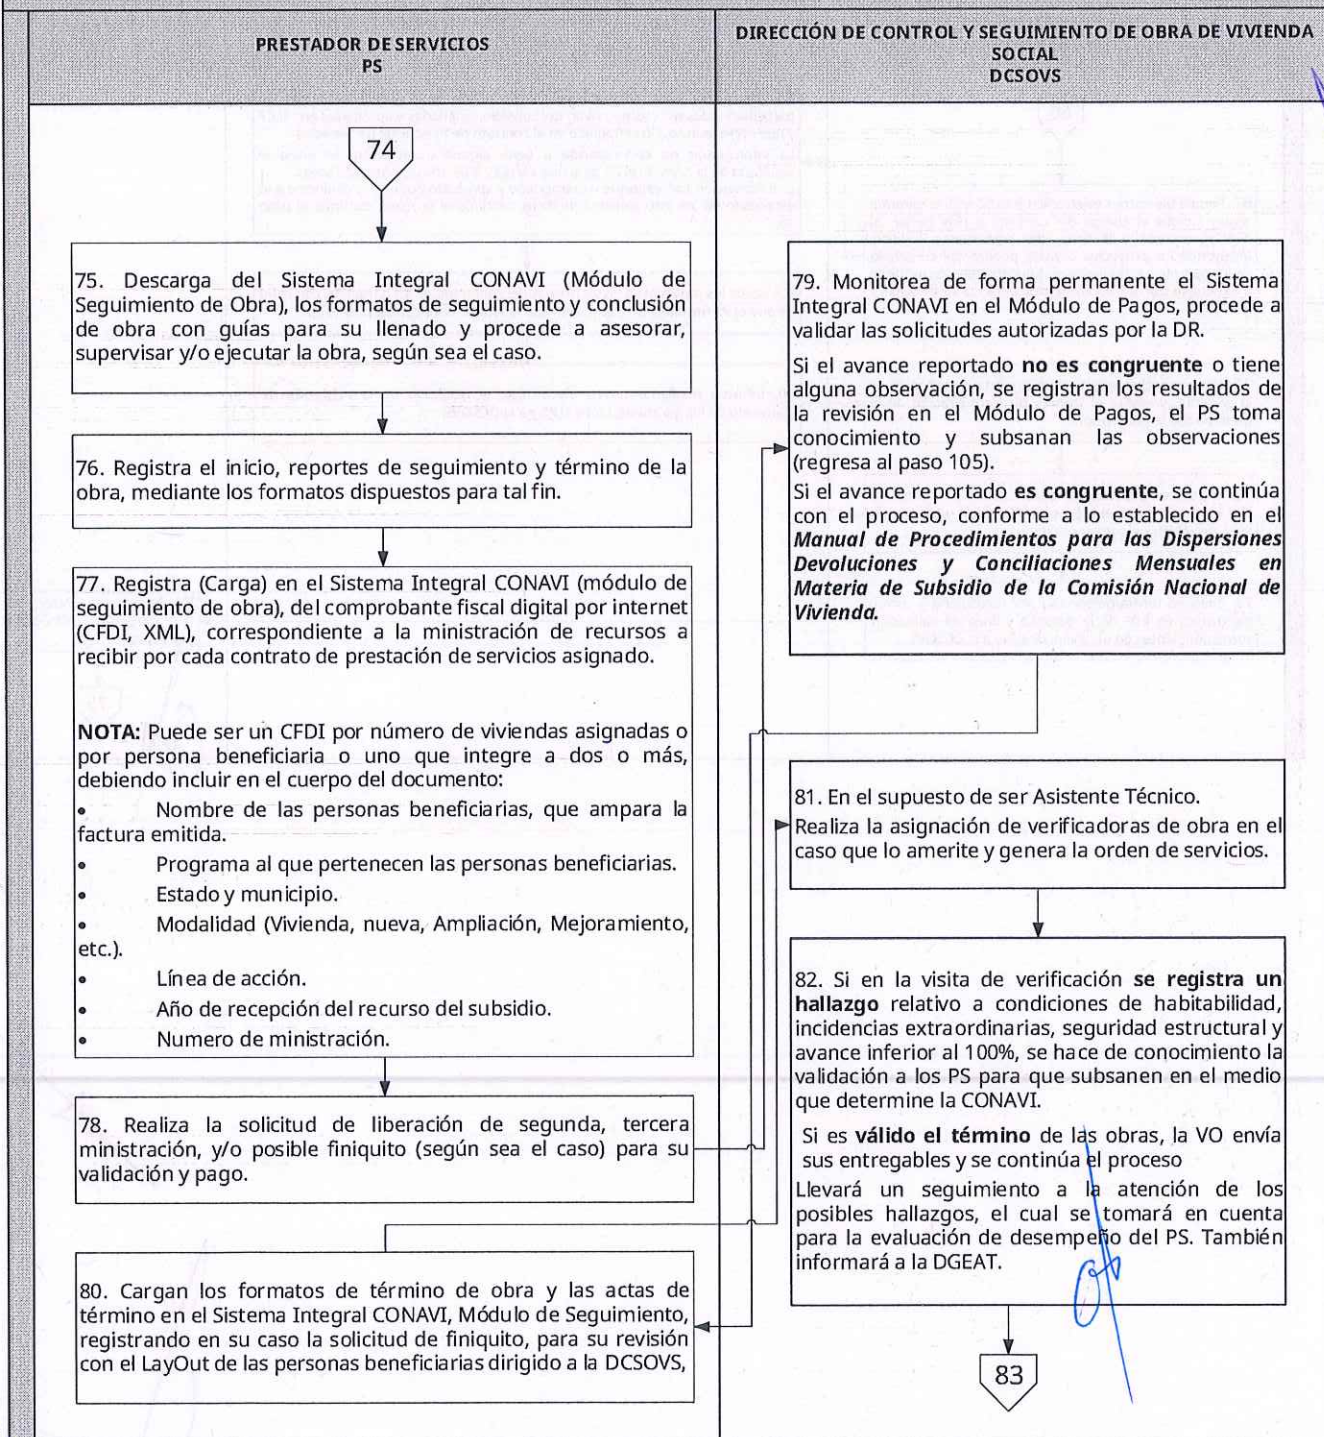 PRESTADOR DE SERVICIOS
PS
DIRECCIÓN DE CONTROL Y SEGUIMIENTO DE OBRA DE VIVIENDA
SOCIAL
DCSOVS
74
75. Descarga del Sistema Integral CONAVI (Módulo de
Seguimiento de Obra), los formatos de seguimiento y conclusión
de obra con guías para su llenado y procede a asesorar,
supervisar y/o ejecutar la obra, según sea el caso.
76. Registra el inicio, reportes de seguimiento y término de la
obra, mediante los formatos dispuestos para tal fin.
77. Registra (Carga) en el Sistema Integral CONAVI (módulo de
seguimiento de obra), del comprobante fiscal digital por internet
(CFDI, XML), correspondiente a la ministración de recursos a
recibir por cada contrato de prestación de servicios asignado.
NOTA: Puede ser un CFDI por número de viviendas asignadas o
por persona beneficiaria o uno que integre a dos o más,
debiendo incluir en el cuerpo del documento:
• Nombre de las personas beneficiarias, que ampara la
factura emitida.
• Programa al que pertenecen las personas beneficiarias.
• Estado y municipio.
• Modalidad (Vivienda, nueva, Ampliación, Mejoramiento,
etc.).
• Línea de acción.
• Año de recepción del recurso del subsidio.
• Numero de ministración.
78. Realiza la solicitud de liberación de segunda, tercera
ministración, y/o posible finiquito (según sea el caso) para su
validación y pago.
80. Cargan los formatos de término de obra y las actas de
término en el Sistema Integral CONAVI, Módulo de Seguimiento,
registrando en su caso la solicitud de finiquito, para su revisión
con el LayOut de las personas beneficiarias dirigido a la DCSOVS,
79. Monitorea de forma permanente el Sistema
Integral CONAVI en el Módulo de Pagos, procede a
validar las solicitudes autorizadas por la DR.
Si el avance reportado no es congruente o tiene
alguna observación, se registran los resultados de
la revisión en el Módulo de Pagos, el PS toma
conocimiento y subsanan las observaciones
(regresa al paso 105).
Si el avance reportado es congruente, se continúa
con el proceso, conforme a lo establecido en el
Manual de Procedimientos para las Dispersiones
Devoluciones y Conciliaciones Mensuales en
Materia de Subsidio de la Comisión Nacional de
Vivienda.
81. En el supuesto de ser Asistente Técnico.
Realiza la asignación de verificadoras de obra en el
caso que lo amerite y genera la orden de servicios.
82. Si en la visita de verificación se registra un
hallazgo relativo a condiciones de habitabilidad,
incidencias extraordinarias, seguridad estructural y
avance inferior al 100%, se hace de conocimiento la
validación a los PS para que subsanen en el medio
que determine la CONAVI.
Si es válido el término de las obras, la VO envía
sus entregables y se continúa el proceso
Llevará un seguimiento a la atención de los
posibles hallazgos, el cual se tomará en cuenta
para la evaluación de desempeño del PS. También
informará a la DGEAT.
83